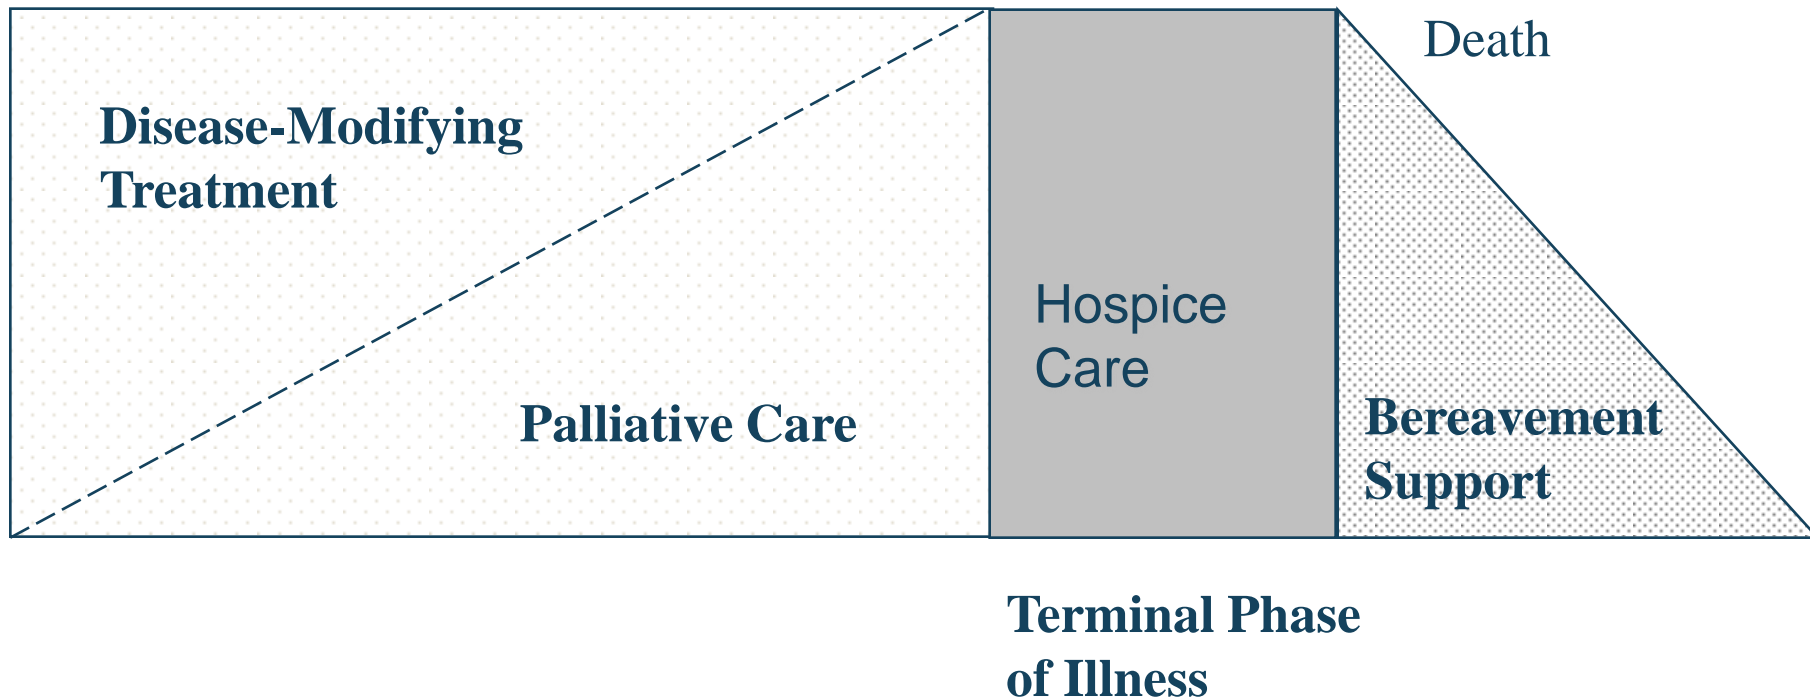 Death
Disease-Modifying
Treatment
Hospice
Care
Palliative Care
Bereavement
Support
Terminal Phase
of Illness